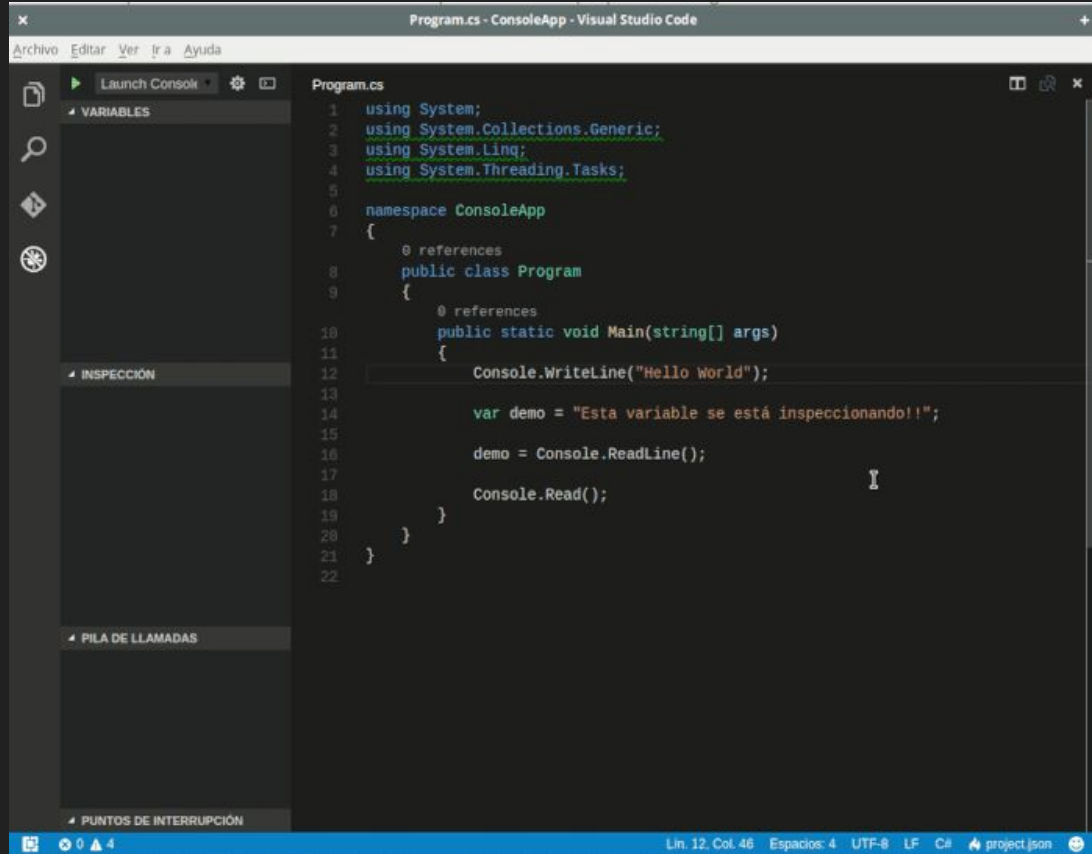 Program.cs - ConsoleApp - Visual Studio Code
Archivo Editar Ver Ir a Ayuda
Launch Consol
VARIABLES
INSPECCIÓN
PILA DE LLAMADAS
PUNTOS DE INTERRUPCIÓN
Program.cs
1 using System;
2 using System.Collections.Generic;
3 using System.Linq;
4 using System.Threading.Tasks;
5
6 namespace ConsoleApp
7 {
0 references
8 public class Program
9 {
0 references
10 public static void Main(string[] args)
11 {
12 Console.WriteLine("Hello World");
13
14 var demo = "Esta variable se está inspeccionando!!";
15
16 demo = Console.ReadLine();
17
18 Console.Read();
19 }
20 }
21 }
22
0 4
Lín. 12, Col. 46 Espacios: 4 UTF-8 LF C# project.json